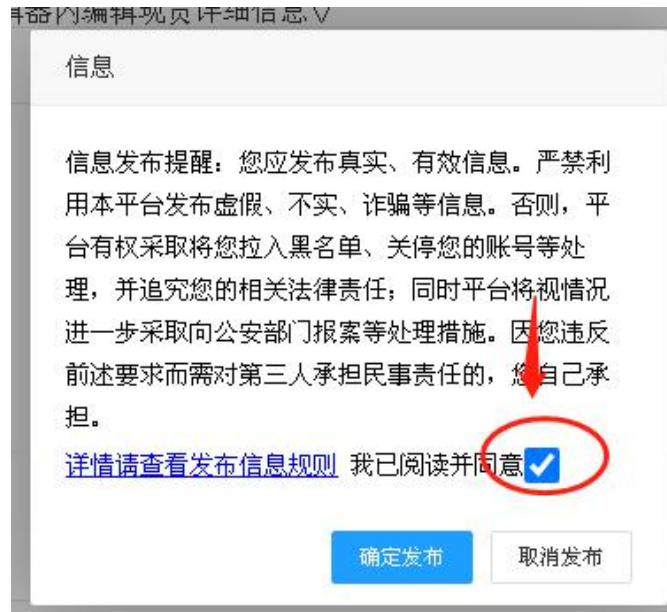 信息
信息发布提醒：您应发布真实、有效信息。严禁利
用本平台发布虚假、不实、诈骗等信息。否则，平
台有权采取将您拉入黑名单、关停您的账号等处
理，并追究您的相关法律责任；同时平台将视情况
进一步采取向公安部门报案等处理措施。因您违反
前述要求而需对第三人承担民事责任的，您自己承
担。
详情请查看发布信息规则 我已阅读并同意
确定发布 取消发布